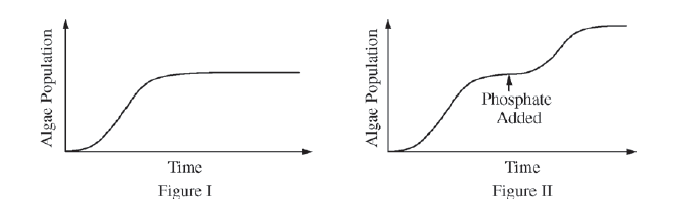 Algae Population
Time
Figure I
Algae Population
Phosphate
Added
Time
Figure II